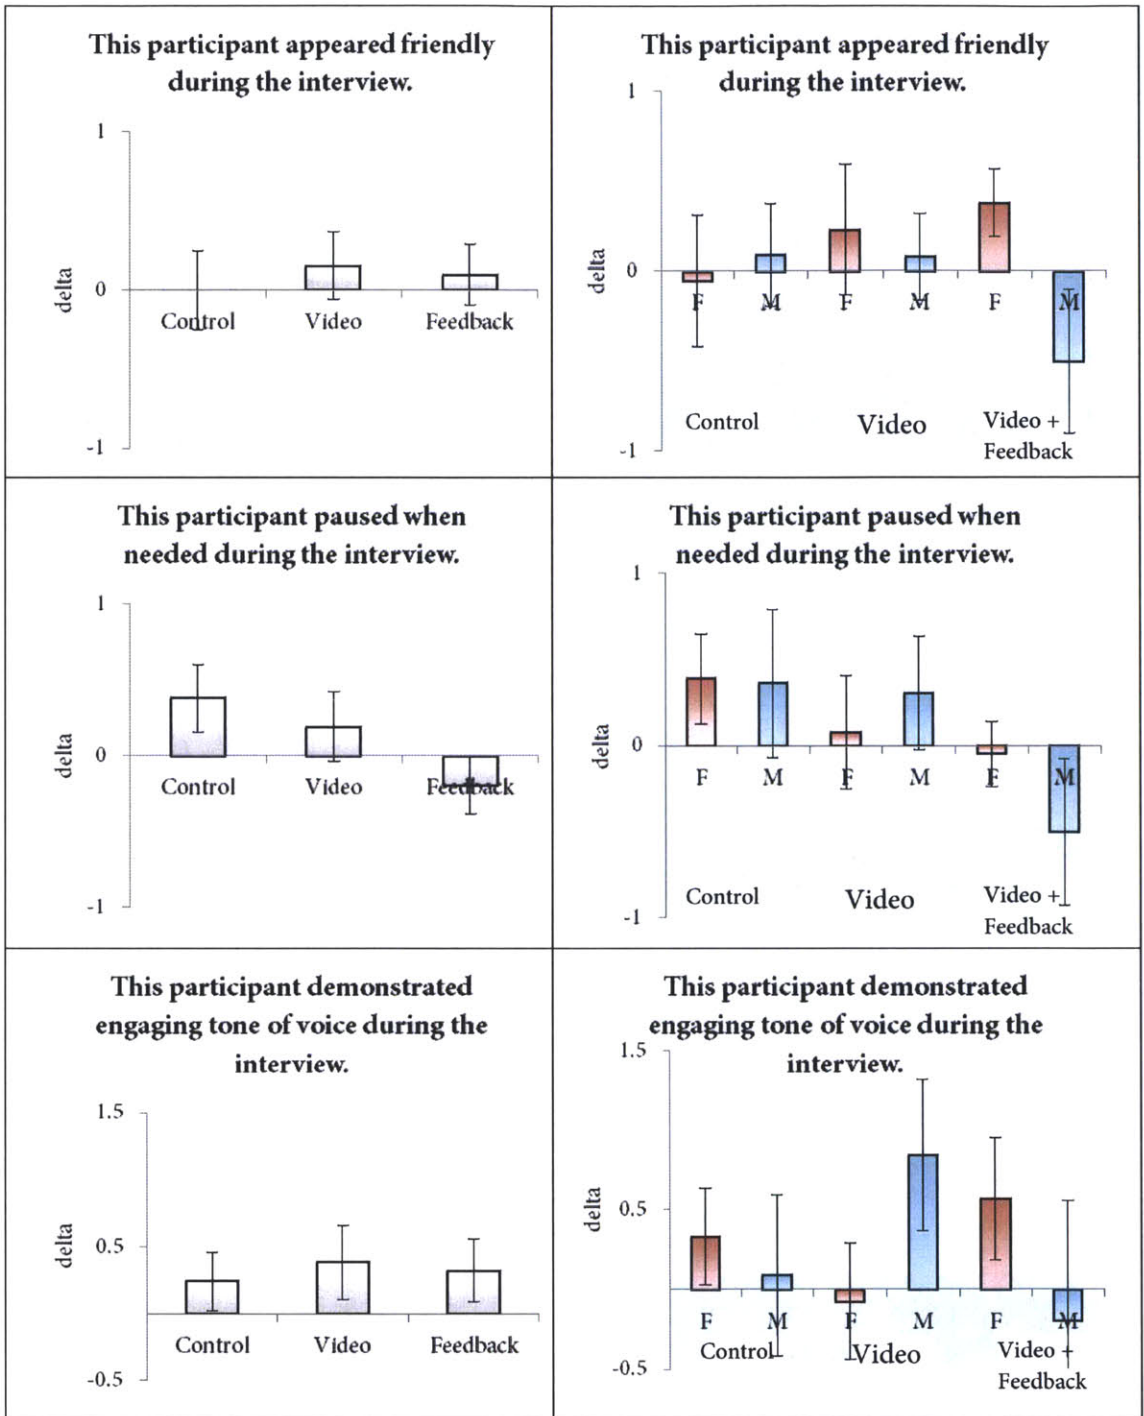 This participant appeared friendly
during the interview.
1
delta
0
Control Video Feedback
-1
This participant appeared friendly
during the interview.
1
delta
0
F M F M F M
Control Video Video +
Feedback
-1
This participant paused when
needed during the interview.
1
delta
0
Control Video Feedback
-1
This participant paused when
needed during the interview.
1
delta
0
F M F M F M
Control Video Video +
Feedback
-1
This participant demonstrated
engaging tone of voice during the
interview.
1.5
delta
0.5
Control Video Feedback
-0.5
This participant demonstrated
engaging tone of voice during the
interview.
1.5
delta
0.5
F M F M F M
Control Video Video +
Feedback
-0.5